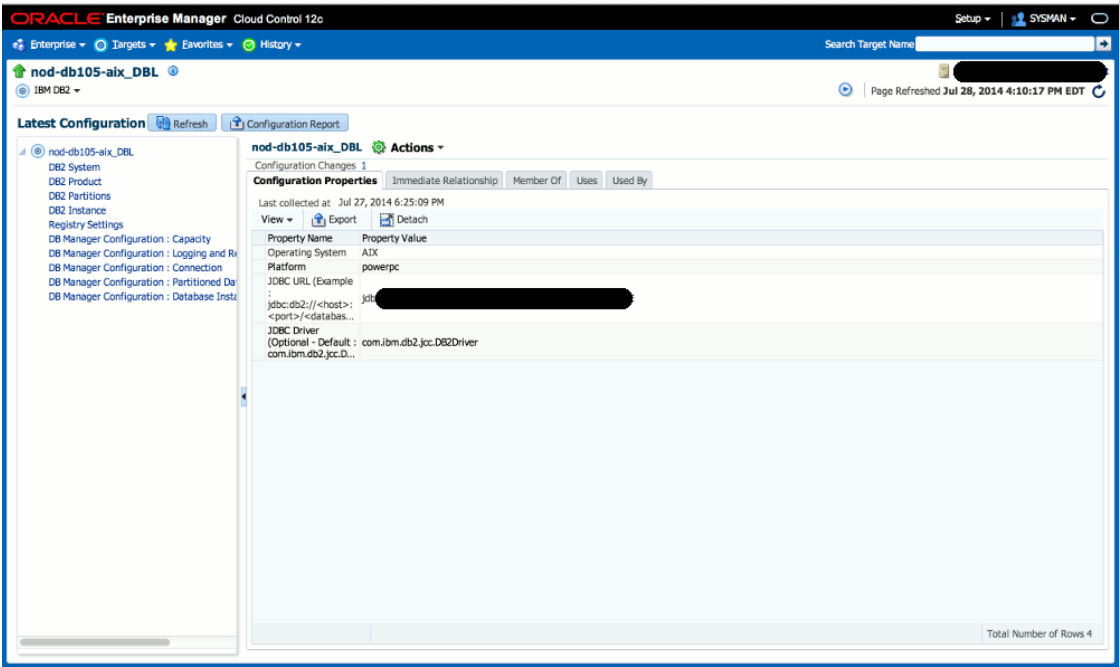 ORACLE Enterprise Manager Cloud Control 12c
Setup SYSMAN
Enterprise Targets Favorites History
Search Target Name
nod-db105-aix_DBL
IBM DB2
Page Refreshed Jul 28, 2014 4:10:17 PM EDT
Latest Configuration Refresh Configuration Report
nod-db105-aix_DBL
DB2 System
DB2 Product
DB2 Partitions
DB2 Instance
Registry Settings
DB Manager Configuration : Capacity
DB Manager Configuration : Logging and Re
DB Manager Configuration : Connection
DB Manager Configuration : Partitioned Da
DB Manager Configuration : Database Insta
nod-db105-aix_DBL Actions
Configuration Changes 1
Configuration Properties Immediate Relationship Member Of Uses Used By
Last collected at Jul 27, 2014 6:25:09 PM
View Export Detach
Property Name Property Value
Operating System AIX
Platform powerpc
JDBC URL (Example
:
jdbc:db2://<host>:
<port>/<databas...
jdb
JDBC Driver
(Optional - Default :
com.ibm.db2.jcc.D...
com.ibm.db2.jcc.DB2Driver
Total Number of Rows 4